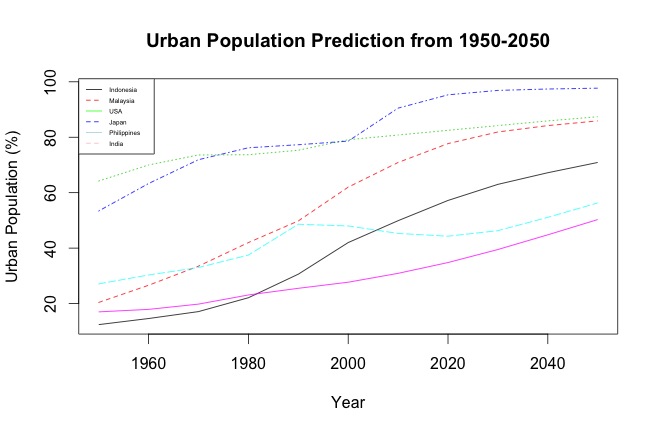 Urban Population Prediction from 1950-2050
Urban Population (%)
100
80
60
40
20
Indonesia
Malaysia
USA
Japan
Philippines
India
1960 1980 2000 2020 2040
Year